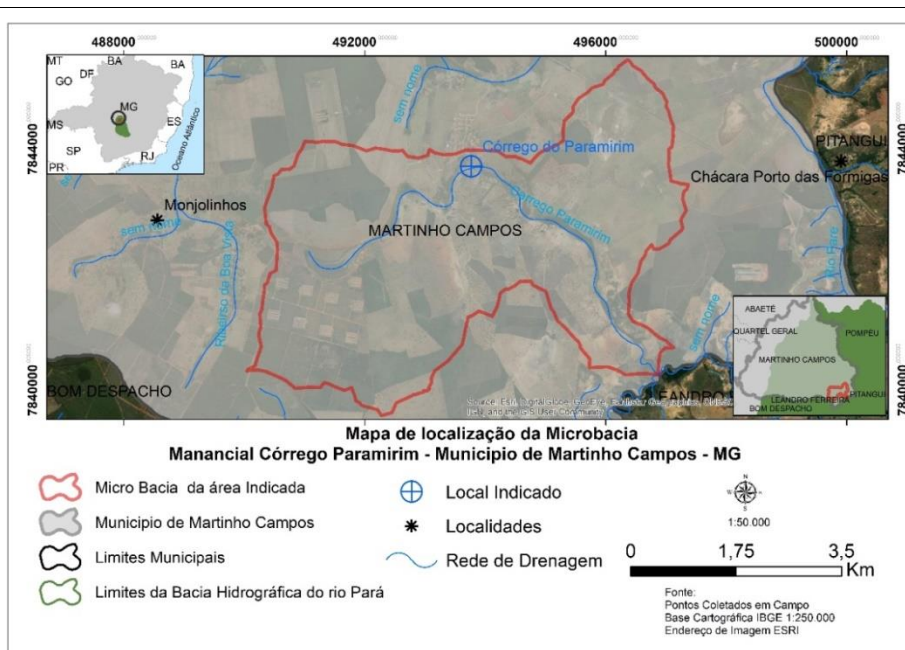 488000
492000
496000
500000
7844000
7840000
7844000
7840000
MT
BA
BA
GO
DF
MG
MS
ES
SP
RJ
PR
Oceano Atlântico
sem nome
Córrego do Paramirim
Córrego Paramirim
PITANGUI
Chácara Porto das Formigas
Monjolinhos
sem nome
MARTINHO CAMPOS
Ribeirão da Boa Vista
sem nome
BOM DESPACHO
LEANDRO
ABAETÉ
QUARTEL GERAL
POMPÉU
MARTINHO CAMPOS
PITANGUI
LEANDRO FERREIRA
BOM DESPACHO
Mapa de localização da Microbacia
Manancial Córrego Paramirim - Municipio de Martinho Campos - MG
Micro Bacia da área Indicada
Municipio de Martinho Campos
Limites Municipais
Limites da Bacia Hidrográfica do rio Pará
Local Indicado
Localidades
Rede de Drenagem
N
S
1:50.000
0 1,75 3,5
Km
Fonte:
Pontos Coletados em Campo
Base Cartográfica IBGE 1:250.000
Endereço de Imagem ESRI